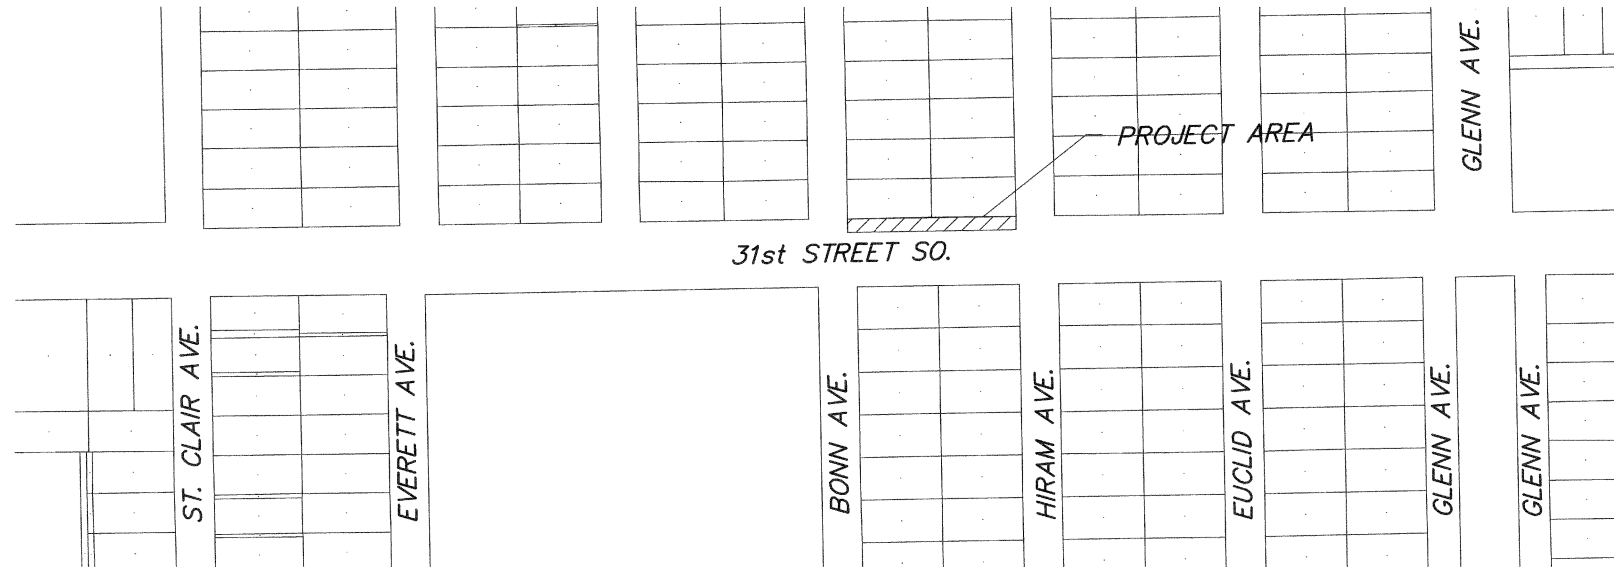 GLENN AVE.
PROJECT AREA
31st STREET SO.
ST. CLAIR AVE.
EVERETT AVE.
BONN AVE.
HIRAM AVE.
EUCLID AVE.
GLENN AVE.
GLENN AVE.